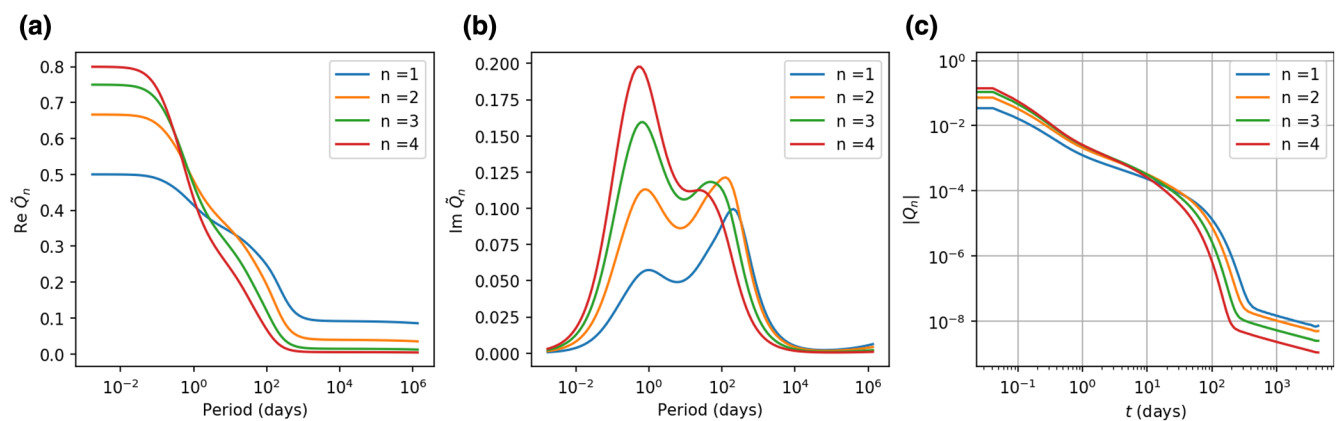 (a)
Re Q̃ₙ
0.8
0.7
0.6
0.5
0.4
0.3
0.2
0.1
0.0
n =1
n =2
n =3
n =4
10⁻² 10⁰ 10² 10⁴ 10⁶
Period (days)
(b)
Im Q̃ₙ
0.200
0.175
0.150
0.125
0.100
0.075
0.050
0.025
0.000
n =1
n =2
n =3
n =4
10⁻² 10⁰ 10² 10⁴ 10⁶
Period (days)
(c)
|Qₙ|
10⁰
10⁻²
10⁻⁴
10⁻⁶
10⁻⁸
n =1
n =2
n =3
n =4
10⁻¹ 10⁰ 10¹ 10² 10³
t (days)